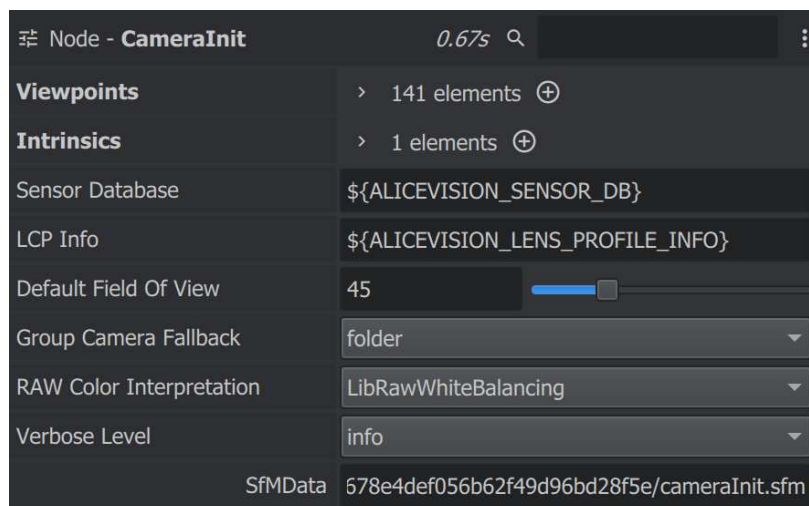 Node - CameraInit 0.67s
Viewpoints 141 elements
Intrinsics 1 elements
Sensor Database ${ALICEVISION_SENSOR_DB}
LCP Info ${ALICEVISION_LENS_PROFILE_INFO}
Default Field Of View 45
Group Camera Fallback folder
RAW Color Interpretation LibRawWhiteBalancing
Verbose Level info
SfMData 678e4def056b62f49d96bd28f5e/cameraInit.sfm